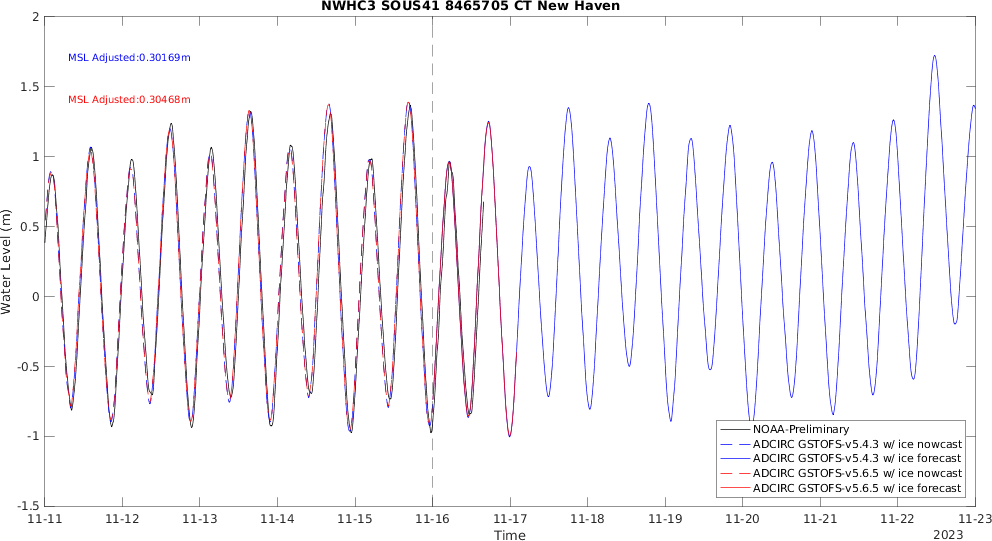 NWHC3 SOUS41 8465705 CT New Haven
MSL Adjusted:0.30169m
MSL Adjusted:0.30468m
Water Level (m)
2
1.5
1
0.5
0
-0.5
-1
-1.5
NOAA-Preliminary
ADCIRC GSTOFS-v5.4.3 w/ ice nowcast
ADCIRC GSTOFS-v5.4.3 w/ ice forecast
ADCIRC GSTOFS-v5.6.5 w/ ice nowcast
ADCIRC GSTOFS-v5.6.5 w/ ice forecast
11-11 11-12 11-13 11-14 11-15 11-16 11-17 11-18 11-19 11-20 11-21 11-22 11-23
Time
2023